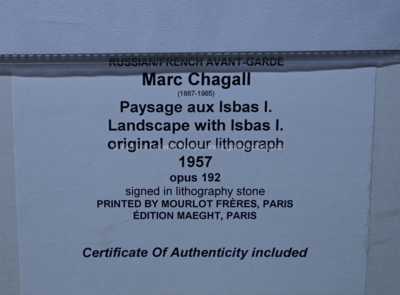 RUSSIAN/FRENCH AVANT-GARDE
Marc Chagall
(1887-1985)
Paysage aux Isbas I.
Landscape with Isbas I.
original colour lithograph
1957
opus 192
signed in lithography stone
PRINTED BY MOURLOT FRÈRES, PARIS
ÉDITION MAEGHT, PARIS
Certificate Of Authenticity included